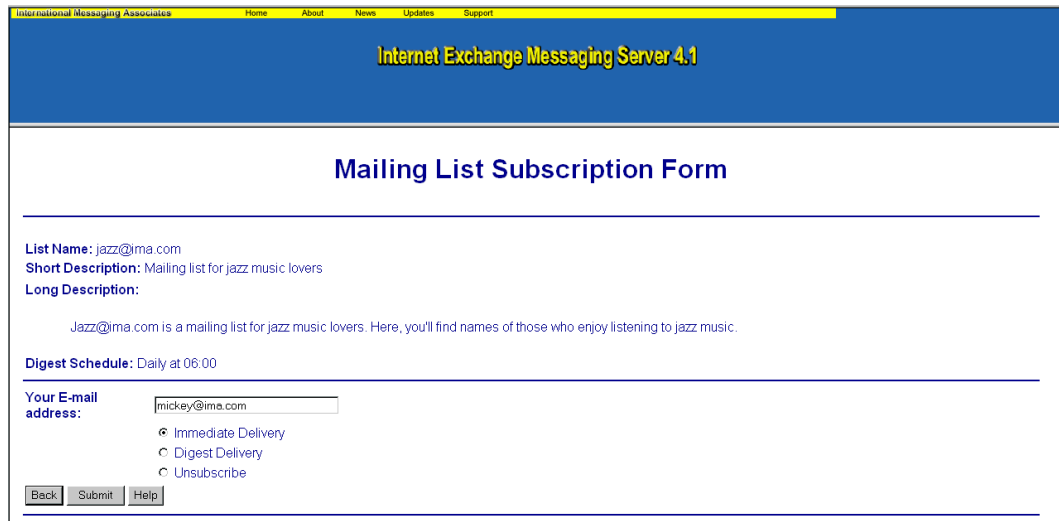 International Messaging Associates Home About News Updates Support
Internet Exchange Messaging Server 4.1
Mailing List Subscription Form
List Name: jazz@ima.com
Short Description: Mailing list for jazz music lovers
Long Description:
Jazz@ima.com is a mailing list for jazz music lovers. Here, you'll find names of those who enjoy listening to jazz music.
Digest Schedule: Daily at 06:00
Your E-mail
address:
mickey@ima.com
Immediate Delivery
Digest Delivery
Unsubscribe
Back Submit Help